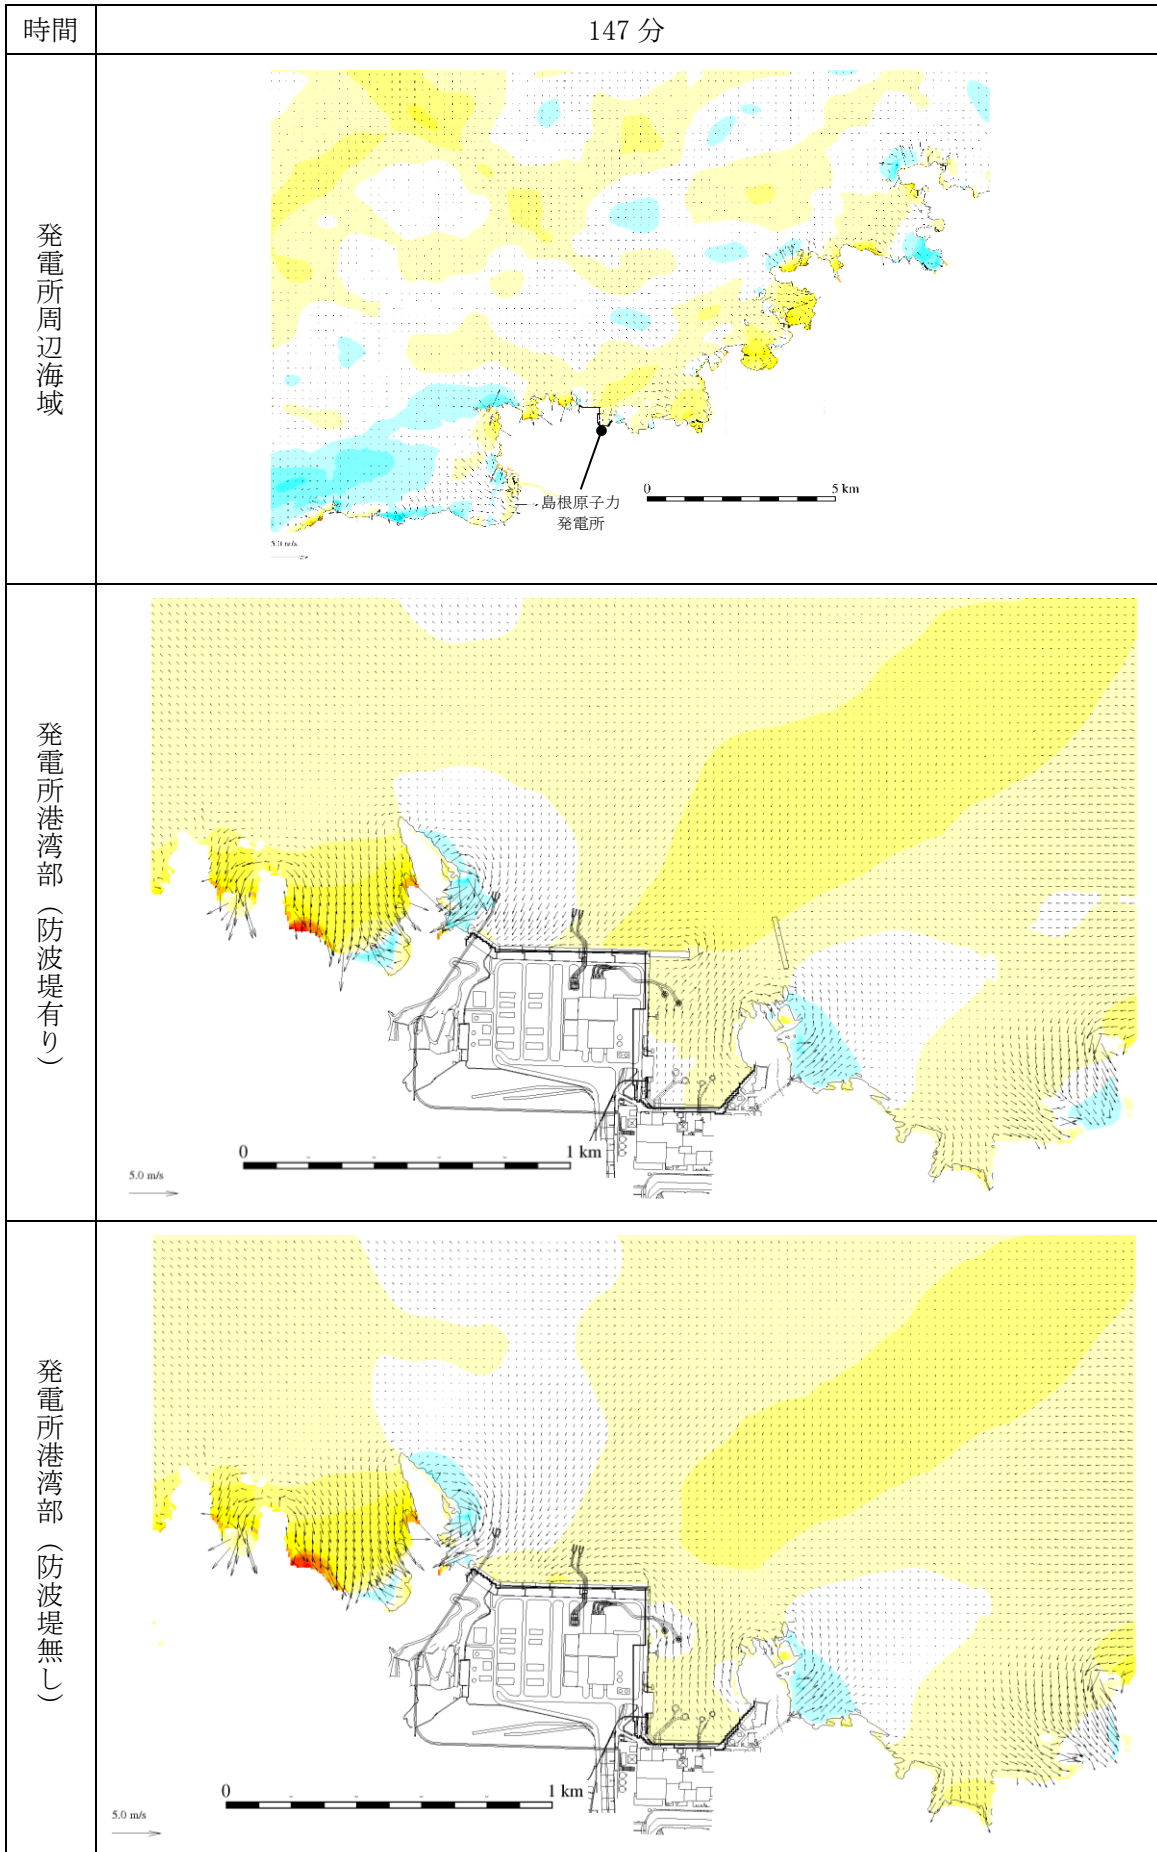 時間
147 分
発電所周辺海域
島根原子力
発電所
0
5 km
5.0 m/s
発電所港湾部（防波堤有り）
0
1 km
5.0 m/s
発電所港湾部（防波堤無し）
0
1 km
5.0 m/s